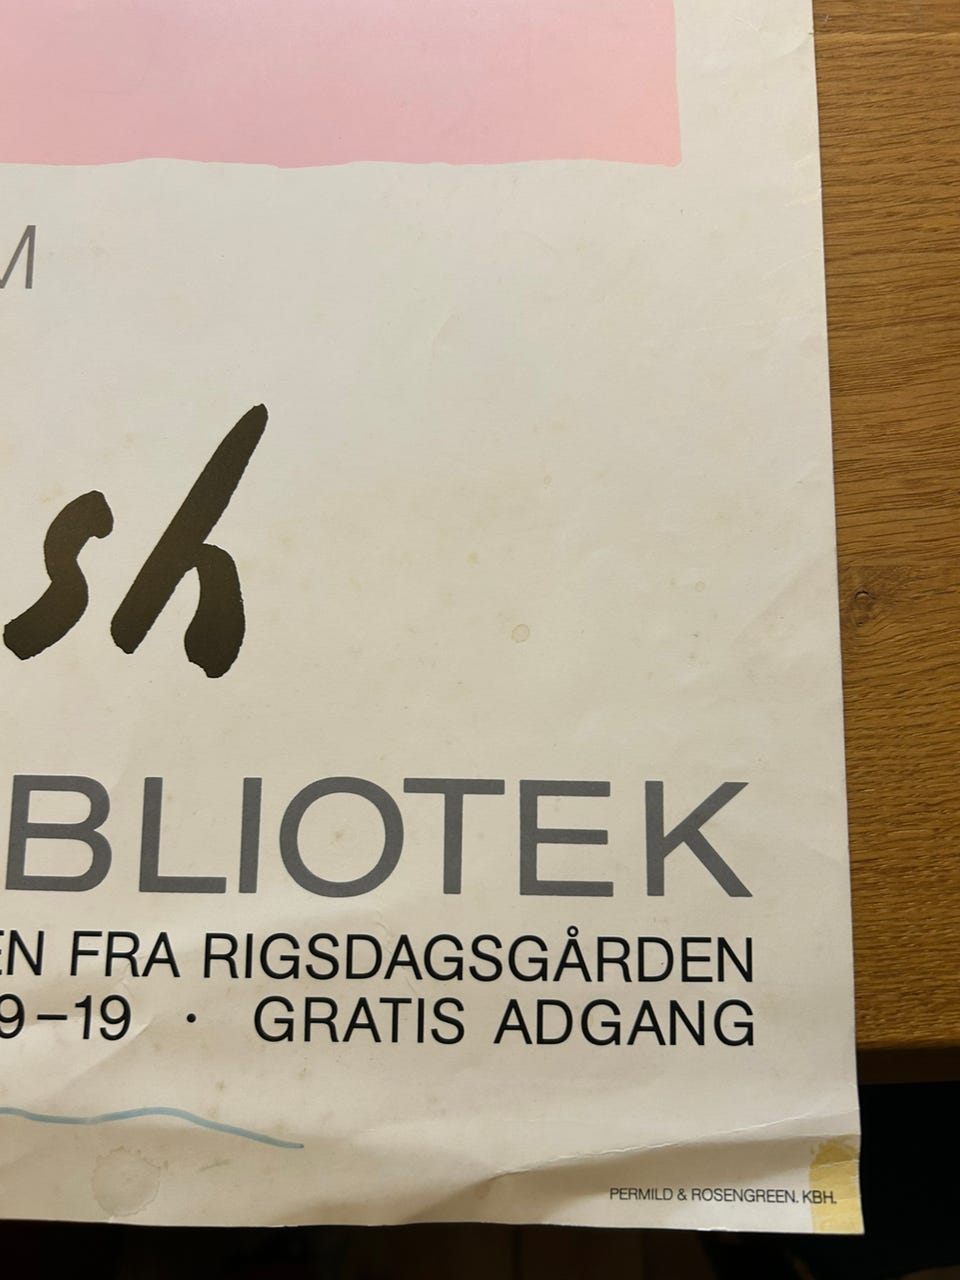 M
sh
BLIOTEK
EN FRA RIGSDAGSGÅRDEN
9–19 · GRATIS ADGANG
PERMILD & ROSENGREEN. KBH.